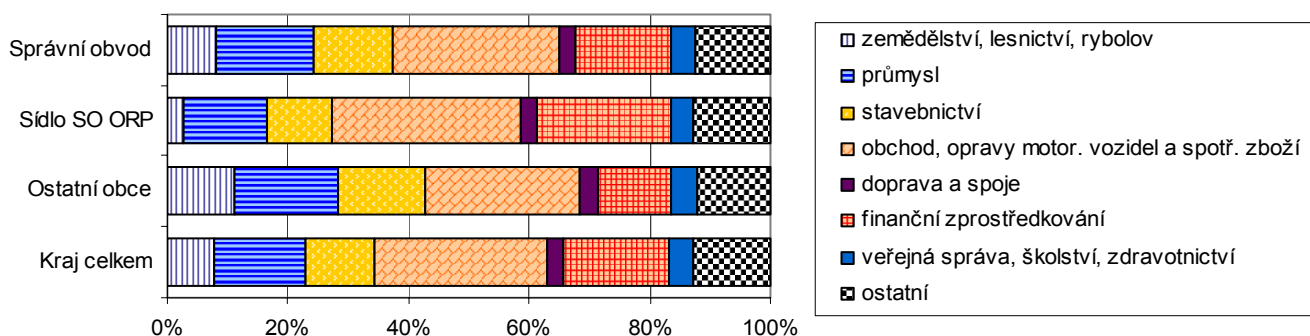 Správní obvod
Sídlo SO ORP
Ostatní obce
Kraj celkem
0% 20% 40% 60% 80% 100%
zemědělství, lesnictví, rybolov
průmysl
stavebnictví
obchod, opravy motor. vozidel a spotř. zboží
doprava a spoje
finanční zprostředkování
veřejná správa, školství, zdravotnictví
ostatní